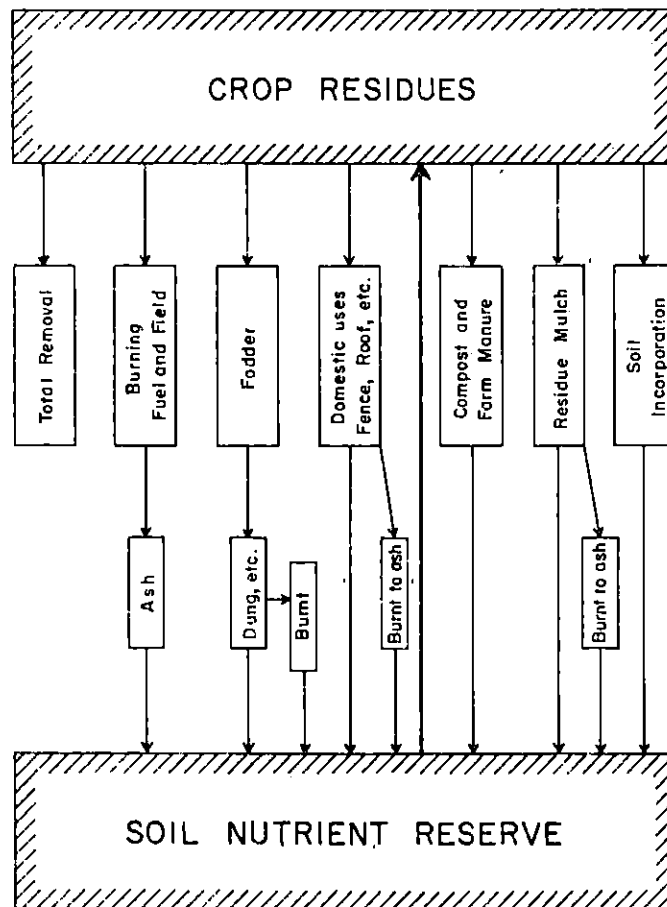 CROP RESIDUES
Total Removal
Burning
Fuel and Field
Fodder
Domestic uses
Fence, Roof, etc.
Compost and
Farm Manure
Residue Mulch
Soil
Incorporation
Ash
Dung, etc.
Burnt
Burnt to ash
Burnt to ash
SOIL NUTRIENT RESERVE